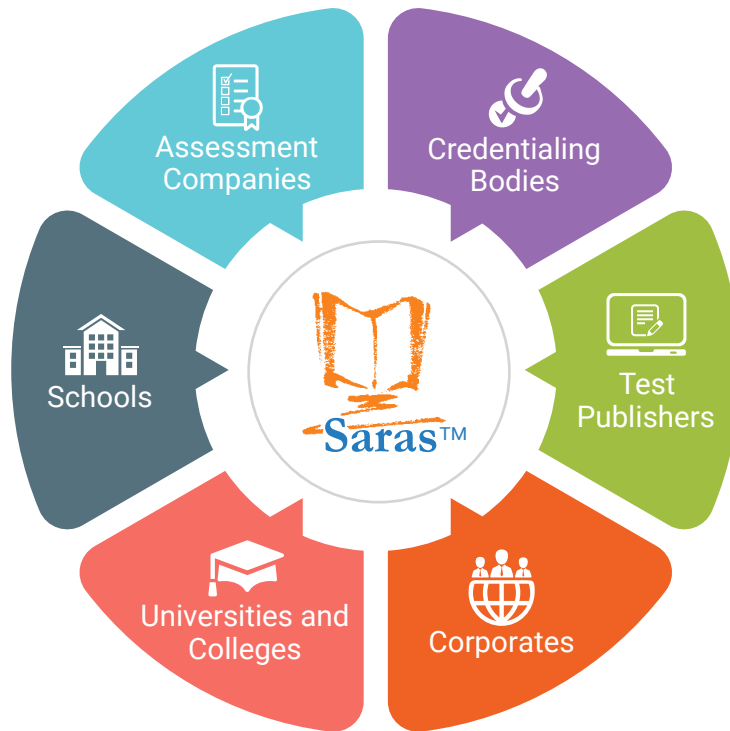 Assessment
Companies
Credentialing
Bodies
Schools
Test
Publishers
Saras™
Universities and
Colleges
Corporates